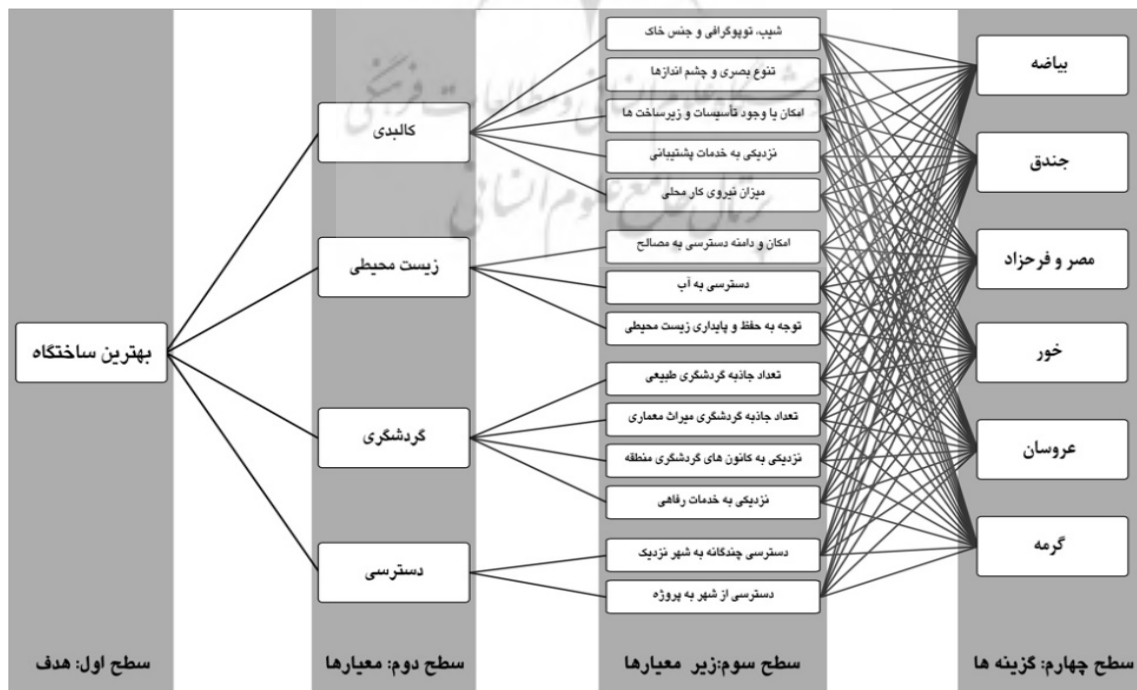 بهترین ساختگاه
سطح اول: هدف
کالبدی
زیست محیطی
گردشگری
دسترسی
سطح دوم: معیارها
شیب، توپوگرافی و جنس خاک
تنوع بصری و چشم اندازها
امکان یا وجود تأسیسات و زیرساخت ها
نزدیکی به خدمات پشتیبانی
میزان نیروی کار محلی
امکان و دامنه دسترسی به مصالح
دسترسی به آب
توجه به حفظ و پایداری زیست محیطی
تعداد جاذبه گردشگری طبیعی
تعداد جاذبه گردشگری میراث معماری
نزدیکی به کانون های گردشگری منطقه
نزدیکی به خدمات رفاهی
دسترسی چندگانه به شهر نزدیک
دسترسی از شهر به پروژه
سطح سوم:زیر معیارها
بیاضه
جندق
مصر و فرحزاد
خور
عروسان
گرمه
سطح چهارم: گزینه ها
پرتال جامع علوم انسانی